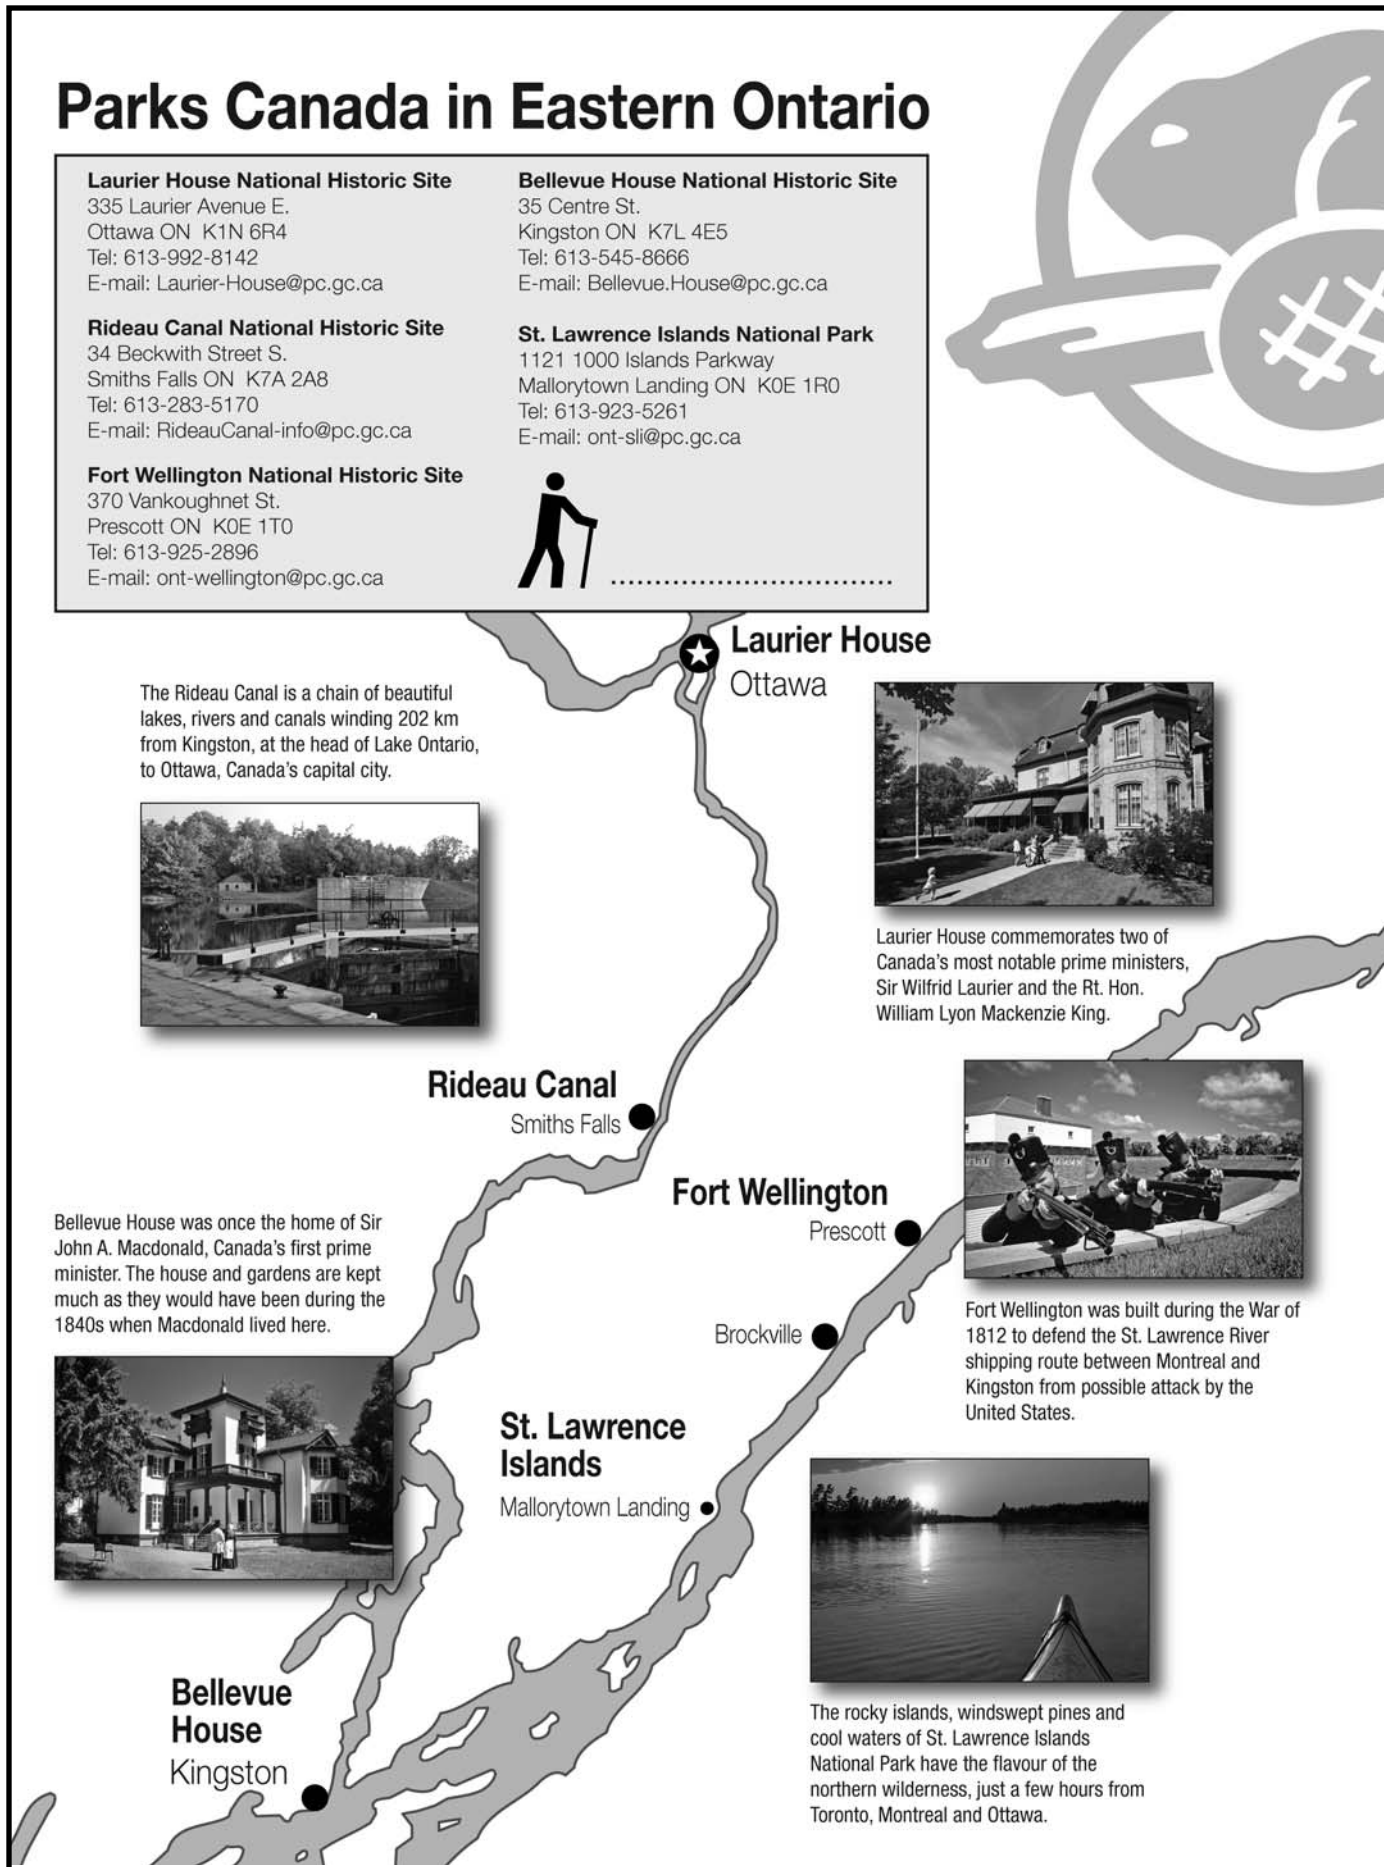 Parks Canada in Eastern Ontario
Laurier House National Historic Site
335 Laurier Avenue E.
Ottawa ON  K1N 6R4
Tel: 613-992-8142
E-mail: Laurier-House@pc.gc.ca
Rideau Canal National Historic Site
34 Beckwith Street S.
Smiths Falls ON  K7A 2A8
Tel: 613-283-5170
E-mail: RideauCanal-info@pc.gc.ca
Fort Wellington National Historic Site
370 Vankoughnet St.
Prescott ON  K0E 1T0
Tel: 613-925-2896
E-mail: ont-wellington@pc.gc.ca
Bellevue House National Historic Site
35 Centre St.
Kingston ON  K7L 4E5
Tel: 613-545-8666
E-mail: Bellevue.House@pc.gc.ca
St. Lawrence Islands National Park
1121 1000 Islands Parkway
Mallorytown Landing ON  K0E 1R0
Tel: 613-923-5261
E-mail: ont-sli@pc.gc.ca
Laurier House
Ottawa
The Rideau Canal is a chain of beautiful
lakes, rivers and canals winding 202 km
from Kingston, at the head of Lake Ontario,
to Ottawa, Canada's capital city.
Laurier House commemorates two of
Canada's most notable prime ministers,
Sir Wilfrid Laurier and the Rt. Hon.
William Lyon Mackenzie King.
Rideau Canal
Smiths Falls
Fort Wellington
Prescott
Bellevue House was once the home of Sir
John A. Macdonald, Canada's first prime
minister. The house and gardens are kept
much as they would have been during the
1840s when Macdonald lived here.
Brockville
Fort Wellington was built during the War of
1812 to defend the St. Lawrence River
shipping route between Montreal and
Kingston from possible attack by the
United States.
St. Lawrence
Islands
Mallorytown Landing
Bellevue
House
Kingston
The rocky islands, windswept pines and
cool waters of St. Lawrence Islands
National Park have the flavour of the
northern wilderness, just a few hours from
Toronto, Montreal and Ottawa.